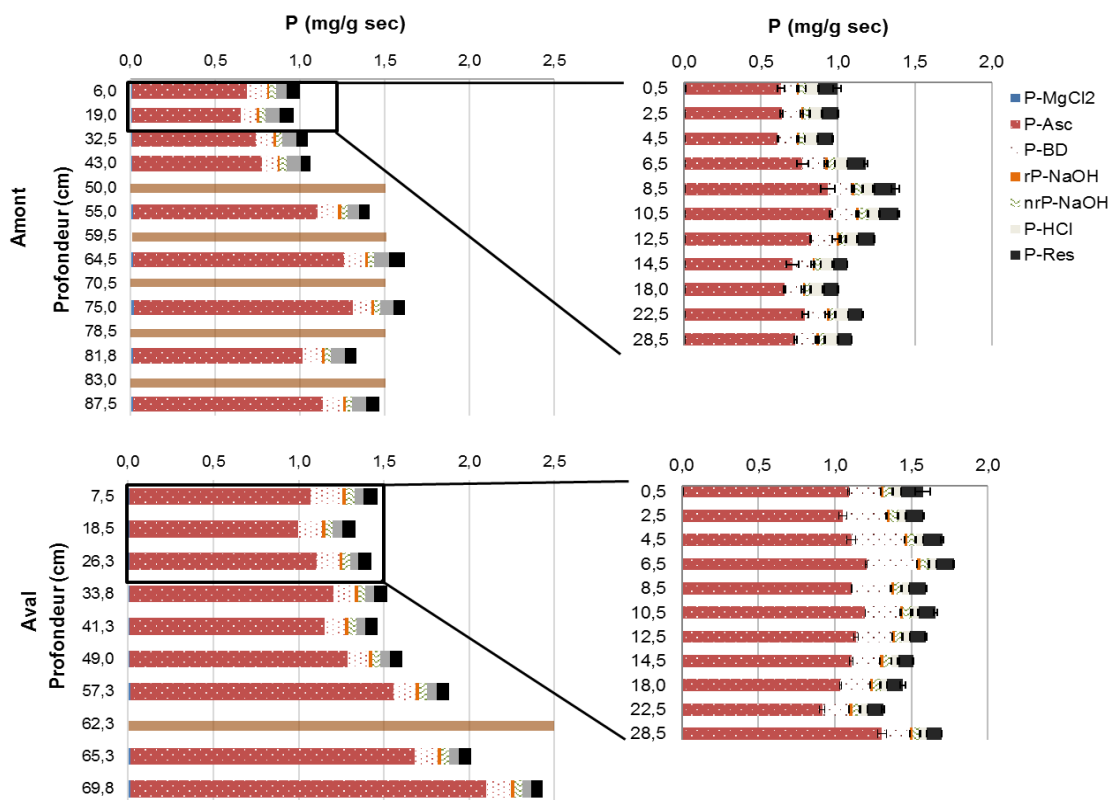 P (mg/g sec)
0,0 0,5 1,0 1,5 2,0 2,5
Amont
Profondeur (cm)
6,0
19,0
32,5
43,0
50,0
55,0
59,5
64,5
70,5
75,0
78,5
81,8
83,0
87,5
P (mg/g sec)
0,0 0,5 1,0 1,5 2,0
0,5
2,5
4,5
6,5
8,5
10,5
12,5
14,5
18,0
22,5
28,5
P-MgCl2
P-Asc
P-BD
rP-NaOH
nrP-NaOH
P-HCl
P-Res
0,0 0,5 1,0 1,5 2,0 2,5
Aval
Profondeur (cm)
7,5
18,5
26,3
33,8
41,3
49,0
57,3
62,3
65,3
69,8
0,0 0,5 1,0 1,5 2,0
0,5
2,5
4,5
6,5
8,5
10,5
12,5
14,5
18,0
22,5
28,5